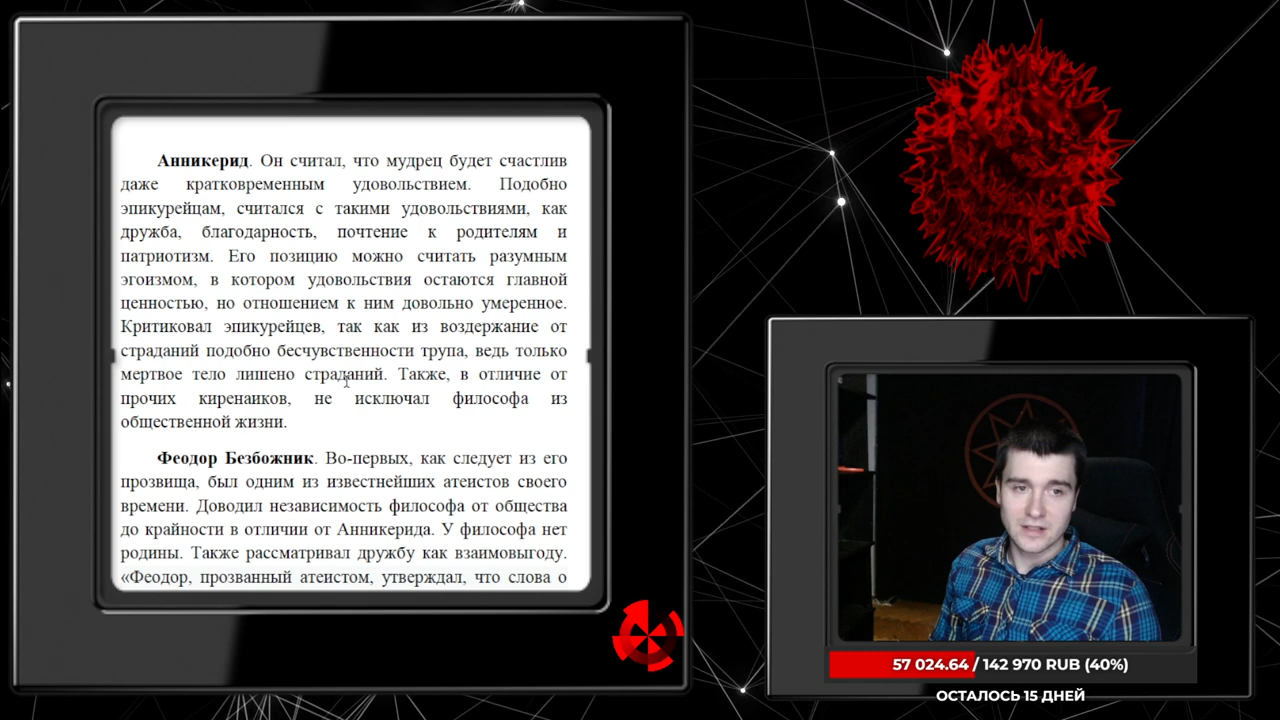 Анникерид. Он считал, что мудрец будет счастлив
даже кратковременным удовольствием. Подобно
эпикурейцам, считался с такими удовольствиями, как
дружба, благодарность, почтение к родителям и
патриотизм. Его позицию можно считать разумным
эгоизмом, в котором удовольствия остаются главной
ценностью, но отношением к ним довольно умеренное.
Критиковал эпикурейцев, так как из воздержание от
страданий подобно бесчувственности трупа, ведь только
мертвое тело лишено страданий. Также, в отличие от
прочих киренаиков, не исключал философа из
общественной жизни.
Феодор Безбожник. Во-первых, как следует из его
прозвища, был одним из известнейших атеистов своего
времени. Доводил независимость философа от общества
до крайности в отличии от Анникерида. У философа нет
родины. Также рассматривал дружбу как взаимовыгоду.
«Феодор, прозванный атеистом, утверждал, что слова о
57 024.64 / 142 970 RUB (40%)
ОСТАЛОСЬ 15 ДНЕЙ